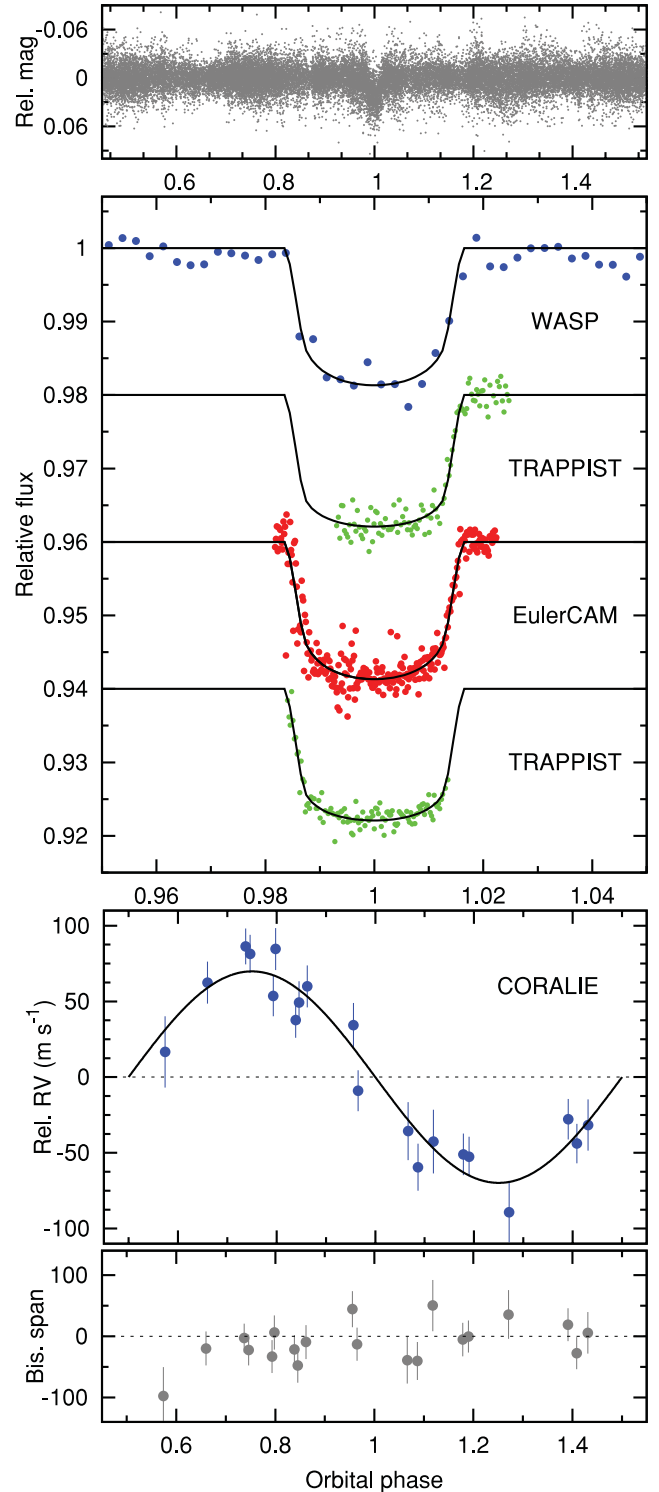 Rel. mag
-0.06
0
0.06
0.6 0.8 1 1.2 1.4
Relative flux
1
0.99
0.98
0.97
0.96
0.95
0.94
0.93
0.92
WASP
TRAPPIST
EulerCAM
TRAPPIST
0.96 0.98 1 1.02 1.04
Rel. RV (m s-1)
100
50
0
-50
-100
CORALIE
Bis. span
100
0
-100
0.6 0.8 1 1.2 1.4
Orbital phase